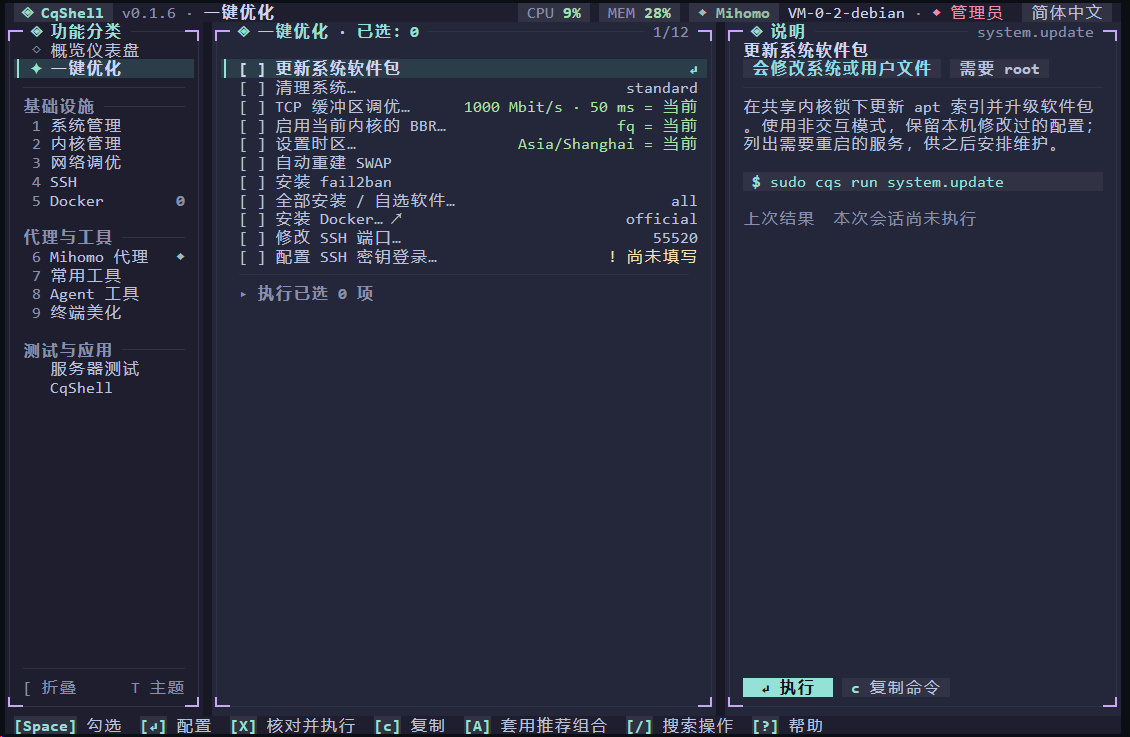 ◈ CqShell v0.1.6 · 一键优化 CPU 9% MEM 28% ◆ Mihomo VM-0-2-debian · ◆ 管理员 简体中文
◈ 功能分类
◇ 概览仪表盘
✦ 一键优化
基础设施
1 系统管理
2 内核管理
3 网络调优
4 SSH
5 Docker 0
代理与工具
6 Mihomo 代理 ◆
7 常用工具
8 Agent 工具
9 终端美化
测试与应用
服务器测试
CqShell
[ 折叠 T 主题
◈ 一键优化 · 已选: 0 1/12
[ ] 更新系统软件包 ↲
[ ] 清理系统… standard
[ ] TCP 缓冲区调优… 1000 Mbit/s · 50 ms = 当前
[ ] 启用当前内核的 BBR… fq = 当前
[ ] 设置时区… Asia/Shanghai = 当前
[ ] 自动重建 SWAP
[ ] 安装 fail2ban
[ ] 全部安装 / 自选软件… all
[ ] 安装 Docker… ↗ official
[ ] 修改 SSH 端口… 55520
[ ] 配置 SSH 密钥登录… ! 尚未填写
▸ 执行已选 0 项
◈ 说明 system.update
更新系统软件包
会修改系统或用户文件 需要 root
在共享内核锁下更新 apt 索引并升级软件包
。使用非交互模式，保留本机修改过的配置；
列出需要重启的服务，供之后安排维护。
$ sudo cqs run system.update
上次结果 本次会话尚未执行
↲ 执行 c 复制命令
[Space] 勾选 [↲] 配置 [X] 核对并执行 [c] 复制 [A] 套用推荐组合 [/] 搜索操作 [?] 帮助